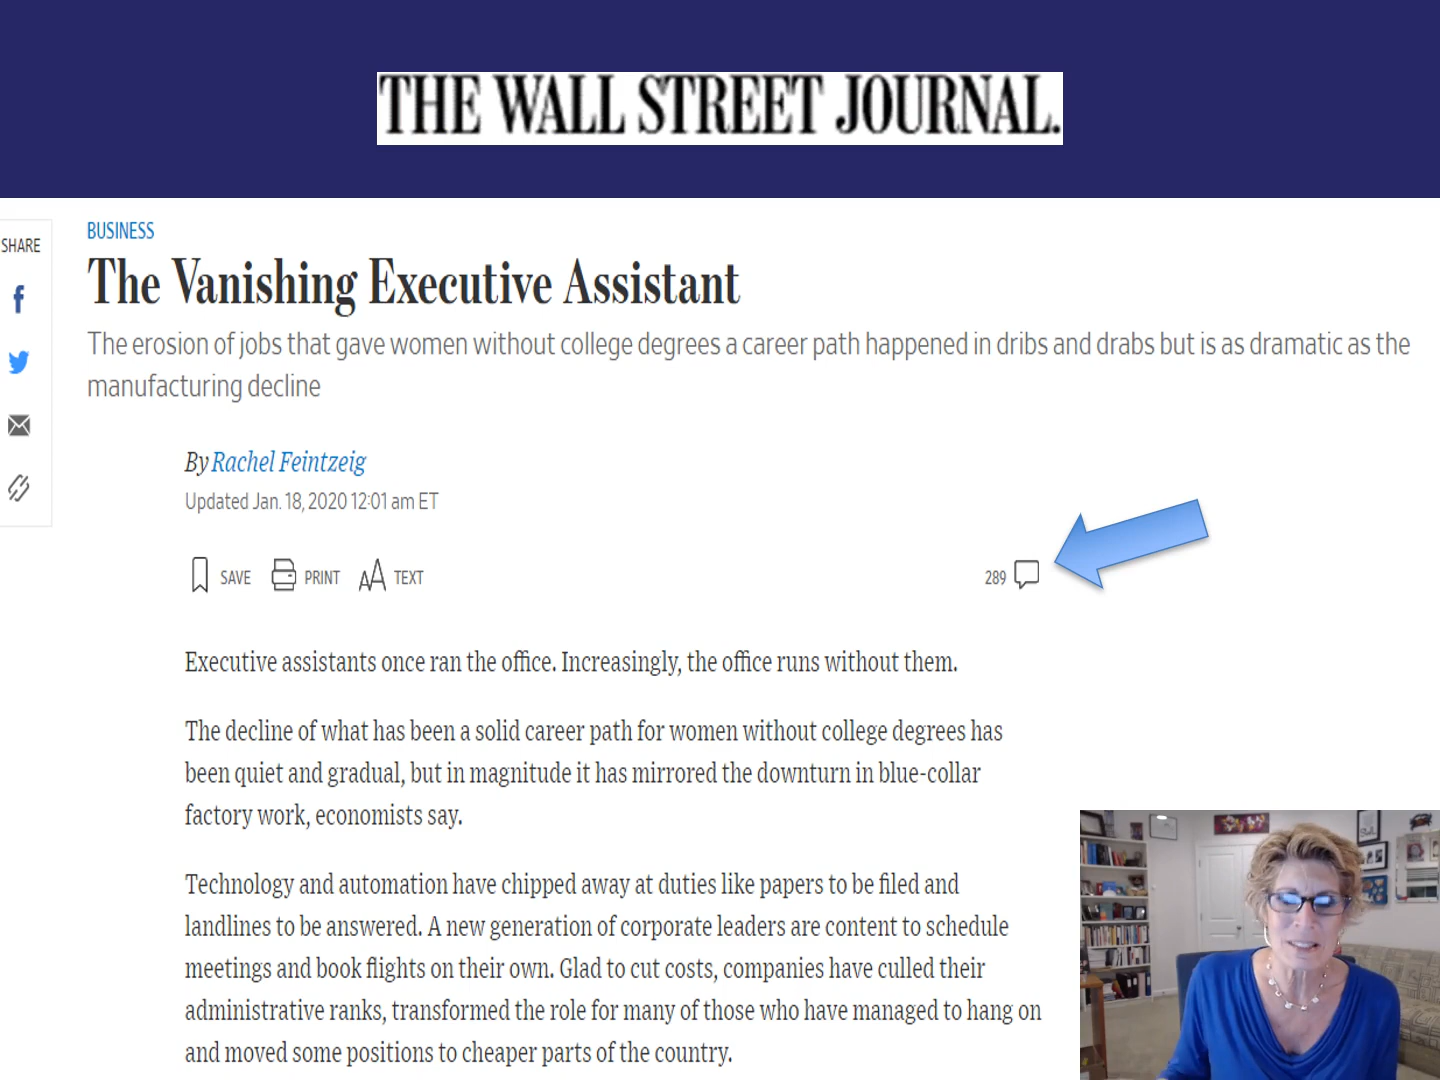 THE WALL STREET JOURNAL.
SHARE
BUSINESS
The Vanishing Executive Assistant
The erosion of jobs that gave women without college degrees a career path happened in dribs and drabs but is as dramatic as the
manufacturing decline
By Rachel Feintzeig
Updated Jan. 18, 2020 12:01 am ET
SAVE PRINT AA TEXT
289
Executive assistants once ran the office. Increasingly, the office runs without them.
The decline of what has been a solid career path for women without college degrees has
been quiet and gradual, but in magnitude it has mirrored the downturn in blue-collar
factory work, economists say.
Technology and automation have chipped away at duties like papers to be filed and
landlines to be answered. A new generation of corporate leaders are content to schedule
meetings and book flights on their own. Glad to cut costs, companies have culled their
administrative ranks, transformed the role for many of those who have managed to hang on
and moved some positions to cheaper parts of the country.